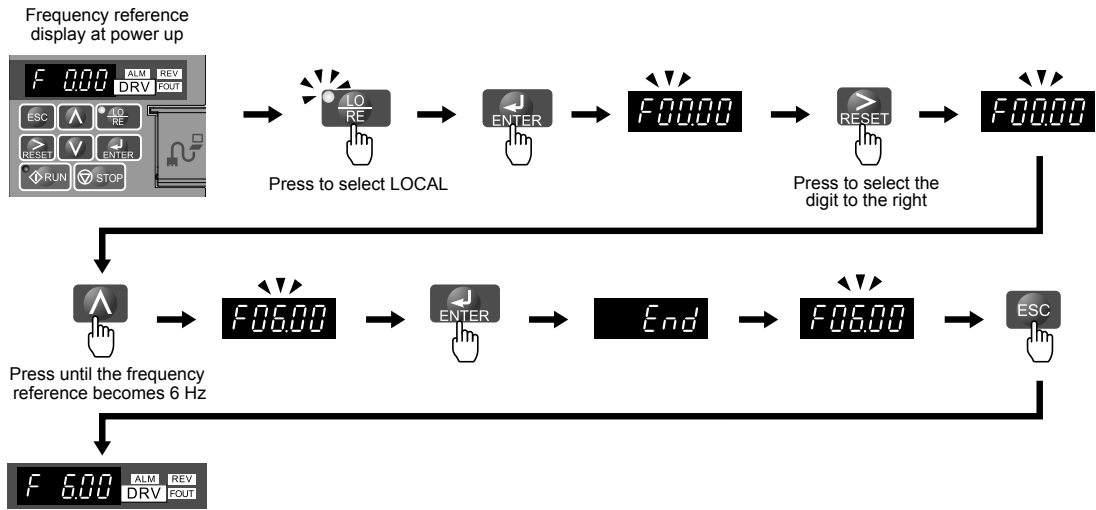 Frequency reference
display at power up
F 0.00
ALM REV
DRV FOUT
ESC LO
RE
RESET ENTER
RUN STOP
LO
RE
ENTER
F00.00
RESET
F00.00
Press to select LOCAL
Press to select the
digit to the right
F06.00
ENTER
End
F06.00
ESC
Press until the frequency
reference becomes 6 Hz
F 6.00
ALM REV
DRV FOUT